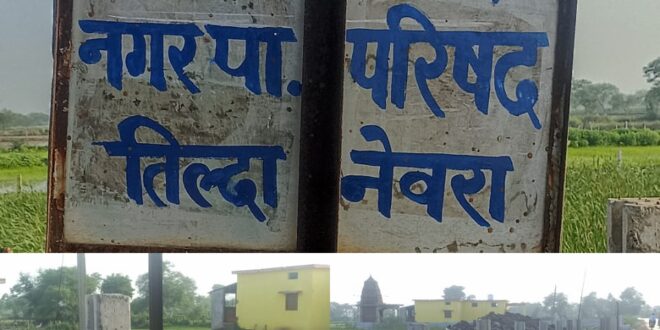 नगर पा. परिषद
तिल्दा नेवरा